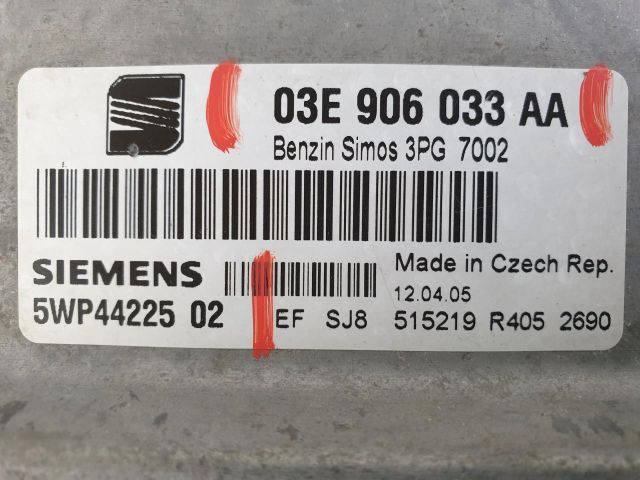 03E 906 033 AA
Benzin Simos 3PG 7002
SIEMENS
Made in Czech Rep.
12.04.05
5WP44225 02 EF SJ8 515219 R405 2690